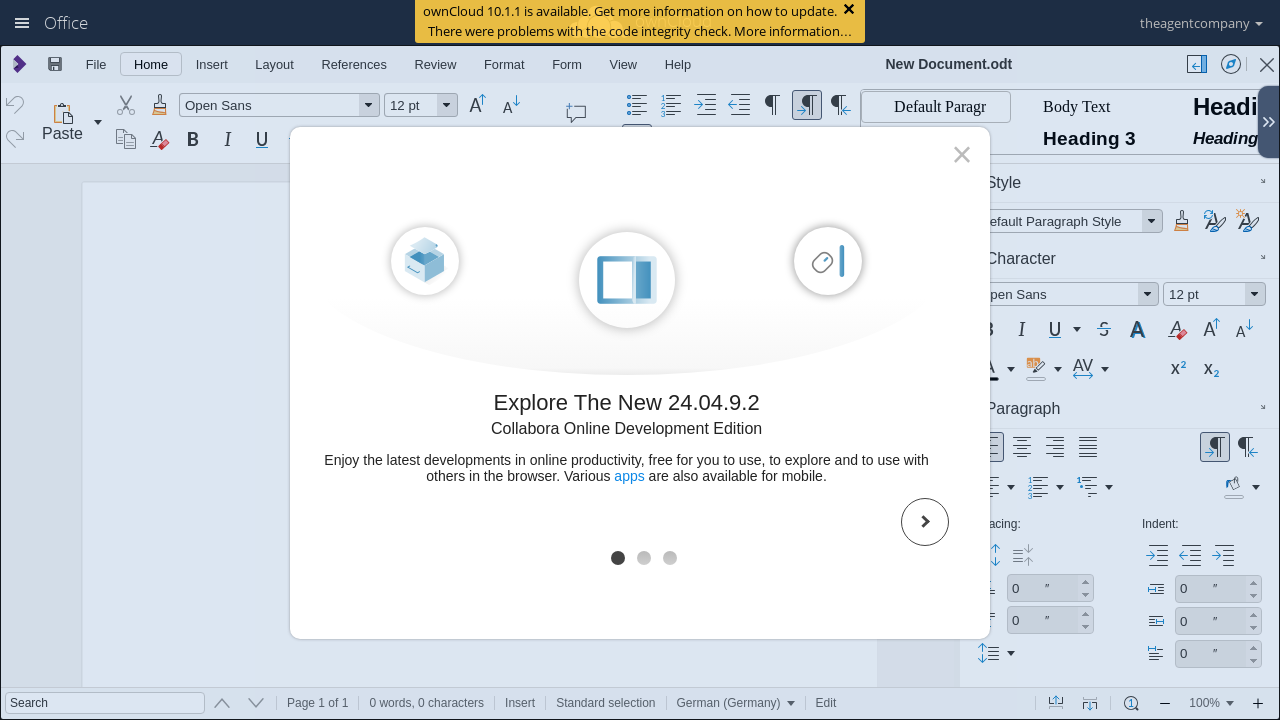 Office
ownCloud 10.1.1 is available. Get more information on how to update.
There were problems with the code integrity check. More information…
theagentcompany
File
Home
Insert
Layout
References
Review
Format
Form
View
Help
New Document.odt
Paste
Open Sans
12 pt
Default Paragr
Body Text
Headi
Heading 3
Heading
Style
efault Paragraph Style
Character
pen Sans
12 pt
Paragraph
acing:
Indent:
0 ″
0 ″
0 ″
0 ″
0 ″
Explore The New 24.04.9.2
Collabora Online Development Edition
Enjoy the latest developments in online productivity, free for you to use, to explore and to use with
others in the browser. Various apps are also available for mobile.
Search
Page 1 of 1
0 words, 0 characters
Insert
Standard selection
German (Germany)
Edit
100%